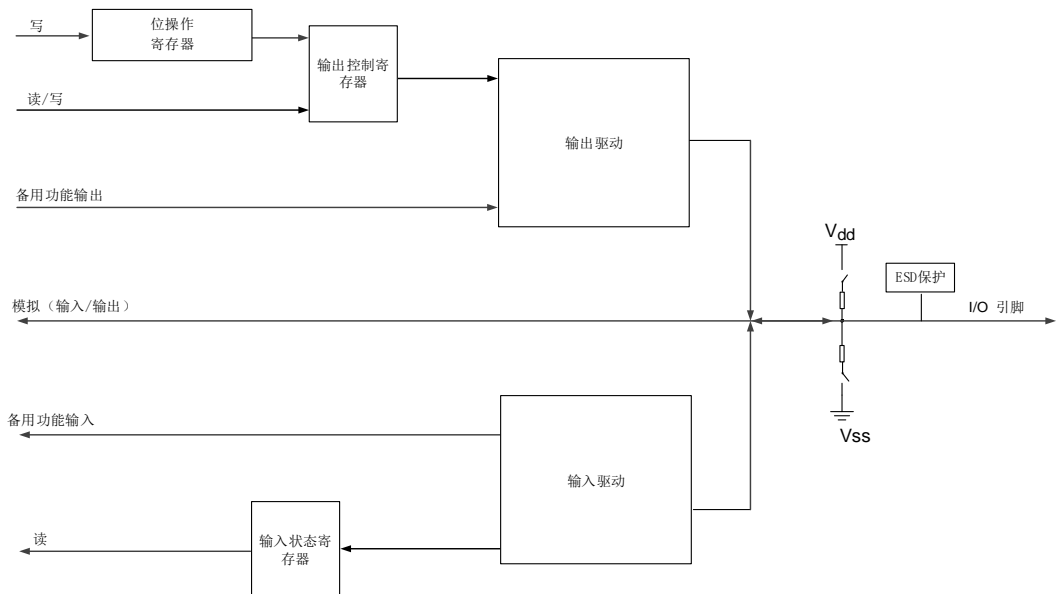 写
位操作
寄存器
输出控制寄
存器
读/写
输出驱动
备用功能输出
Vdd
ESD保护
模拟（输入/输出）
I/O 引脚
备用功能输入
Vss
输入驱动
读
输入状态寄
存器